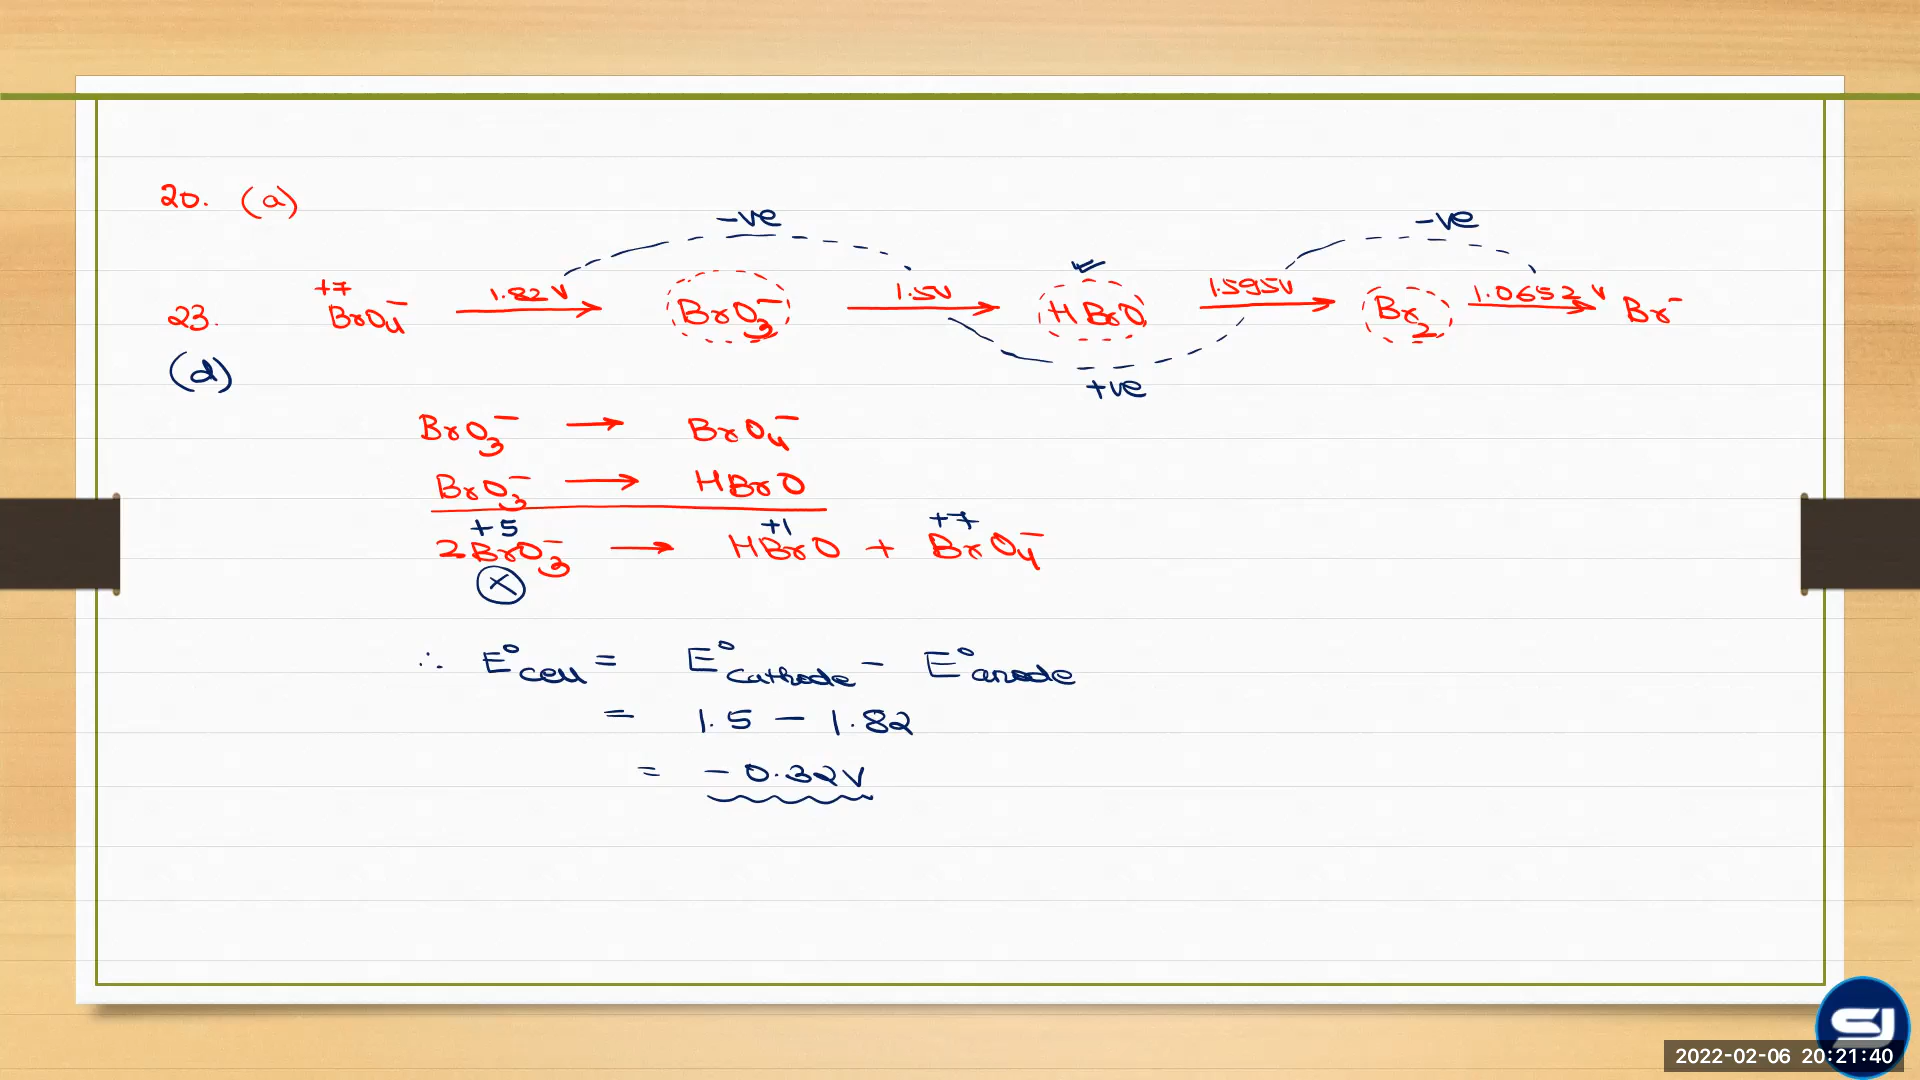 20. (a)
-ve -ve
23. +7 BrO₄⁻ —1.82 V→ BrO₃⁻ —1.5V→ HBrO —1.595V→ Br₂ —1.0652 V→ Br⁻
(d) +ve
BrO₃⁻ → BrO₄⁻
BrO₃⁻ → HBrO
+5 +1 +7
2BrO₃⁻ → HBrO + BrO₄⁻
×
∴ E°cell = E°cathode - E°anode
= 1.5 - 1.82
= -0.32V
SJ
2022-02-06 20:21:40